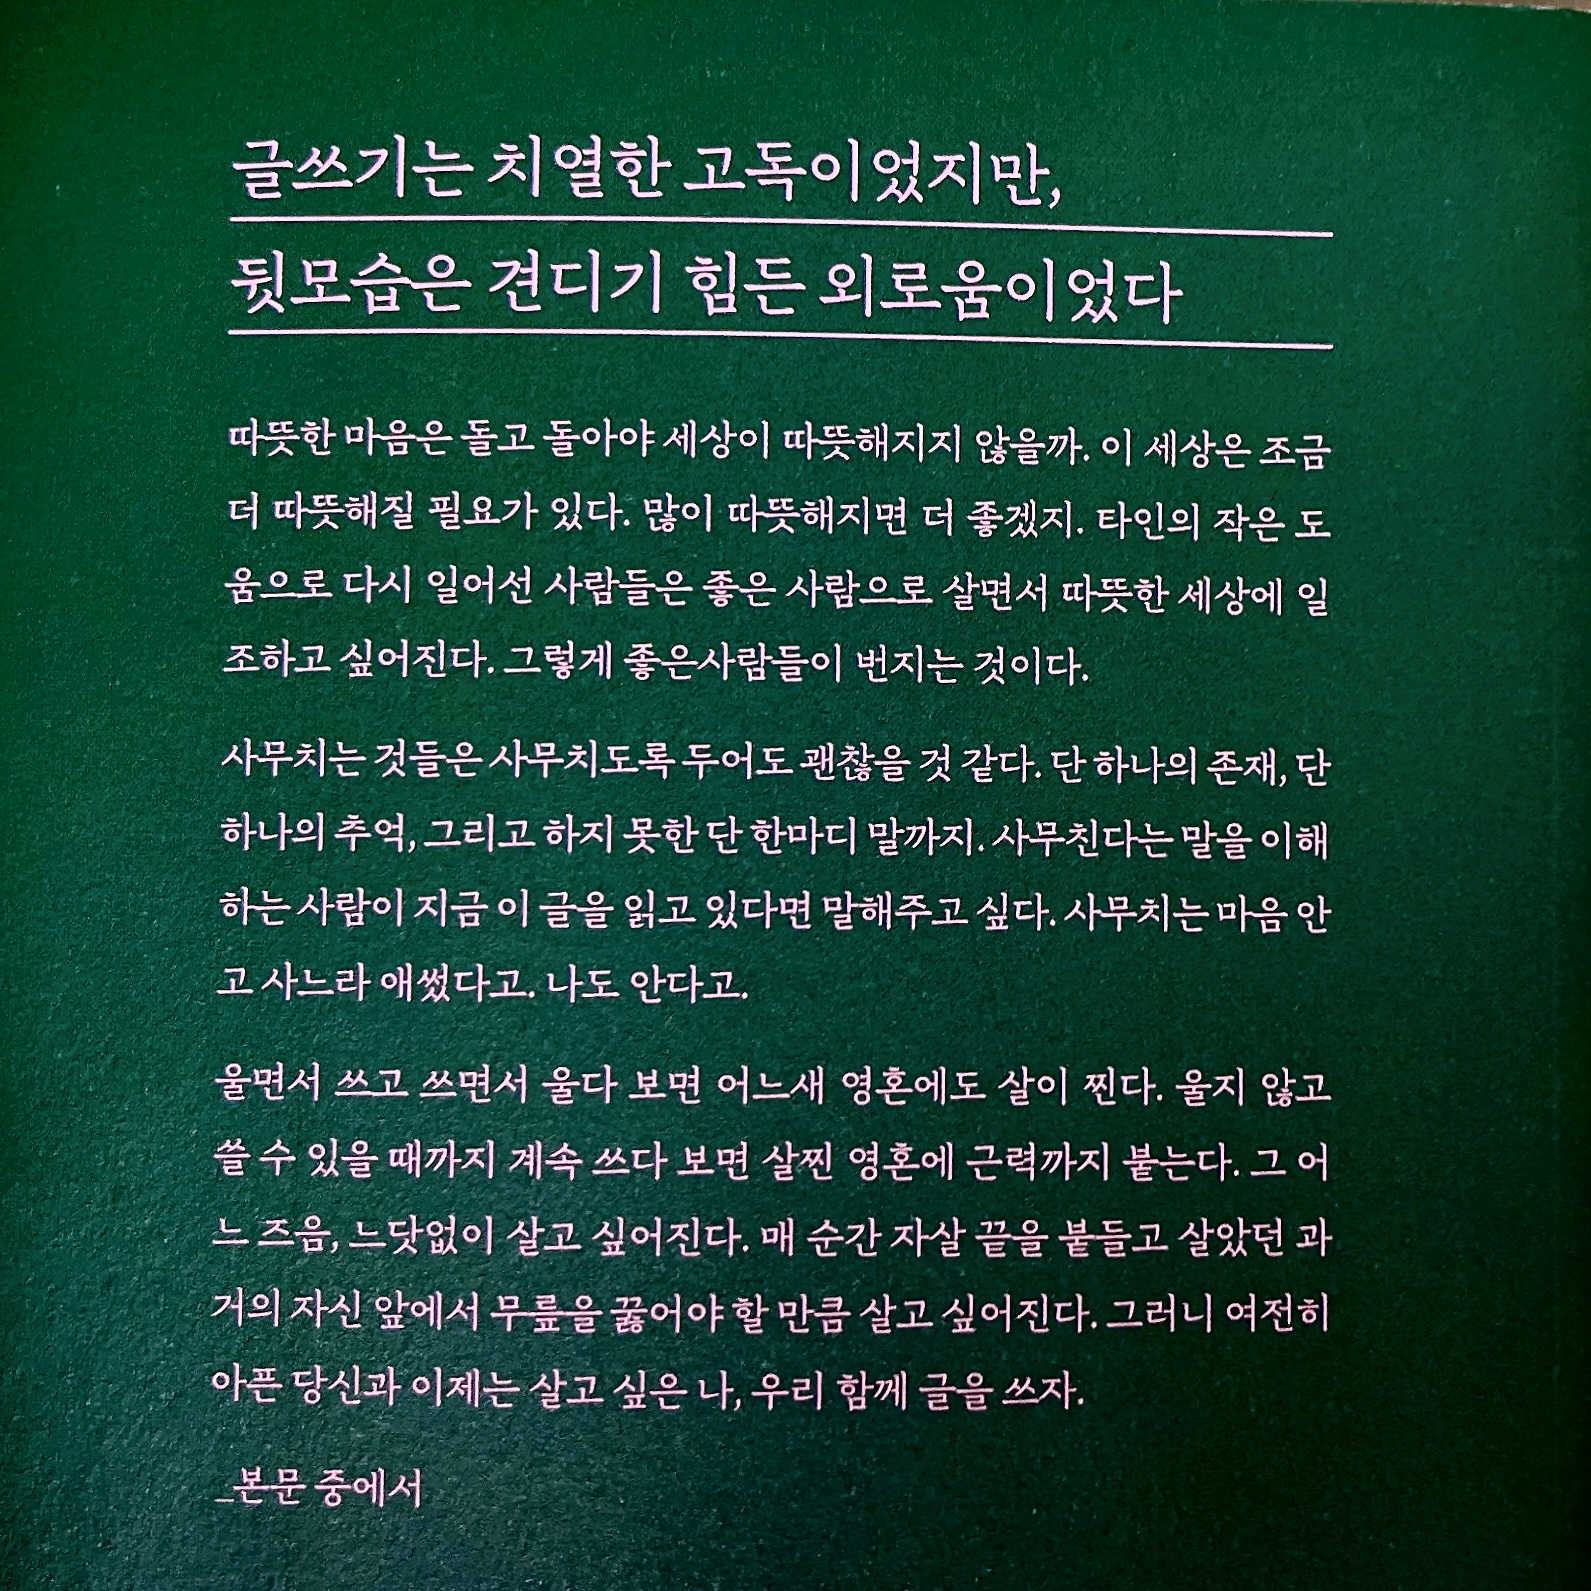 글쓰기는 치열한 고독이었지만,
뒷모습은 견디기 힘든 외로움이었다
따뜻한 마음은 돌고 돌아야 세상이 따뜻해지지 않을까. 이 세상은 조금
더 따뜻해질 필요가 있다. 많이 따뜻해지면 더 좋겠지. 타인의 작은 도
움으로 다시 일어선 사람들은 좋은 사람으로 살면서 따뜻한 세상에 일
조하고 싶어진다. 그렇게 좋은사람들이 번지는 것이다.
사무치는 것들은 사무치도록 두어도 괜찮을 것 같다. 단 하나의 존재, 단
하나의 추억, 그리고 하지 못한 단 한마디 말까지. 사무친다는 말을 이해
하는 사람이 지금 이 글을 읽고 있다면 말해주고 싶다. 사무치는 마음 안
고 사느라 애썼다고. 나도 안다고.
울면서 쓰고 쓰면서 울다 보면 어느새 영혼에도 살이 찐다. 울지 않고
쓸 수 있을 때까지 계속 쓰다 보면 살찐 영혼에 근력까지 붙는다. 그 어
느 즈음, 느닷없이 살고 싶어진다. 매 순간 자살 끝을 붙들고 살았던 과
거의 자신 앞에서 무릎을 꿇어야 할 만큼 살고 싶어진다. 그러니 여전히
아픈 당신과 이제는 살고 싶은 나, 우리 함께 글을 쓰자.
_본문 중에서